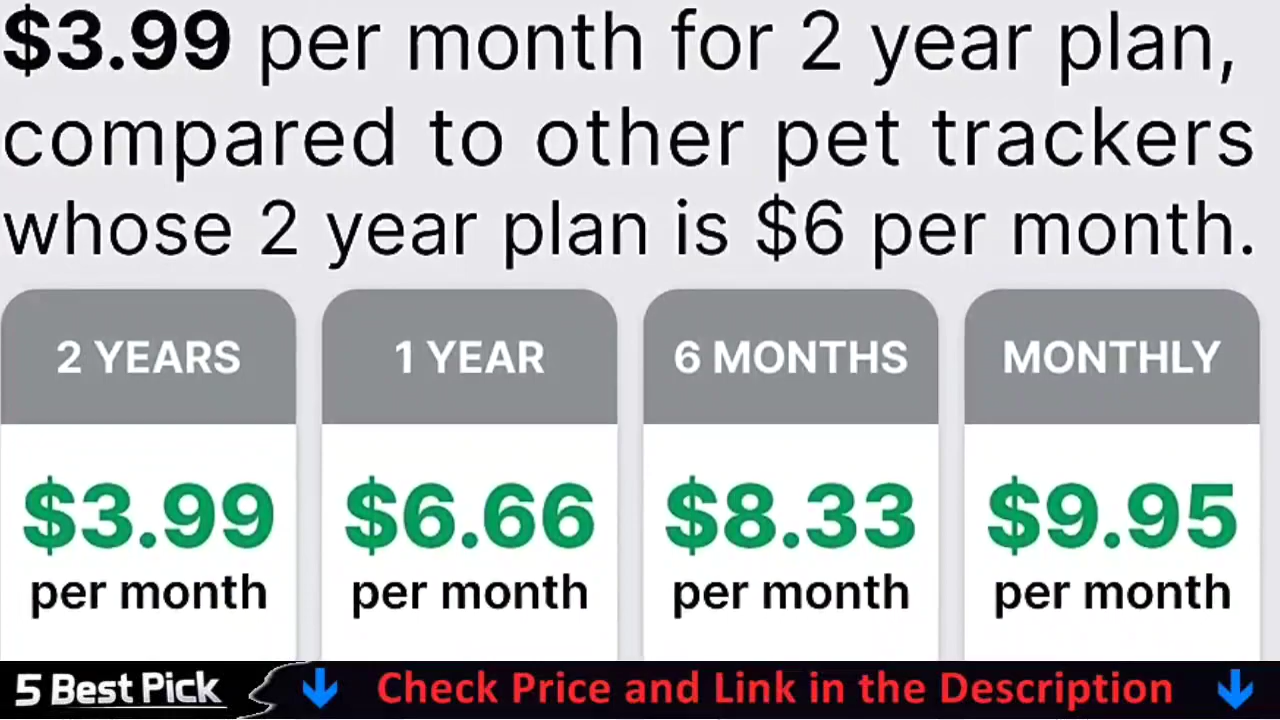 $3.99 per month for 2 year plan,
compared to other pet trackers
whose 2 year plan is $6 per month.
2 YEARS
$3.99
per month
1 YEAR
$6.66
per month
6 MONTHS
$8.33
per month
MONTHLY
$9.95
per month
5 Best Pick
Check Price and Link in the Description